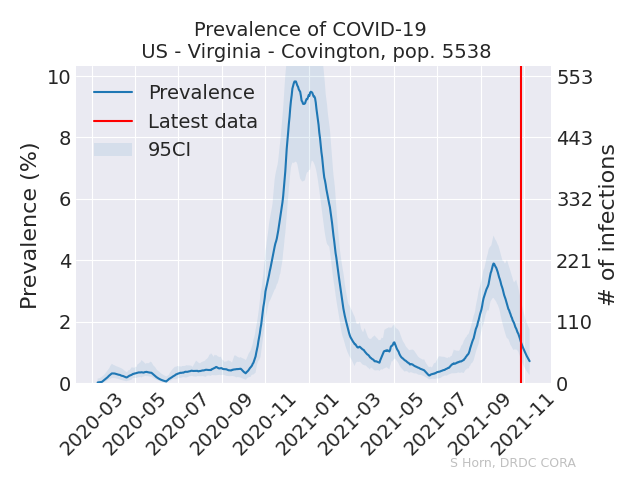 Prevalence of COVID-19
US - Virginia - Covington, pop. 5538
Prevalence
Latest data
95CI
Prevalence (%)
10
8
6
4
2
0
553
443
332
221
110
0
# of infections
2020-03
2020-05
2020-07
2020-09
2020-11
2021-01
2021-03
2021-05
2021-07
2021-09
2021-11
S Horn, DRDC CORA